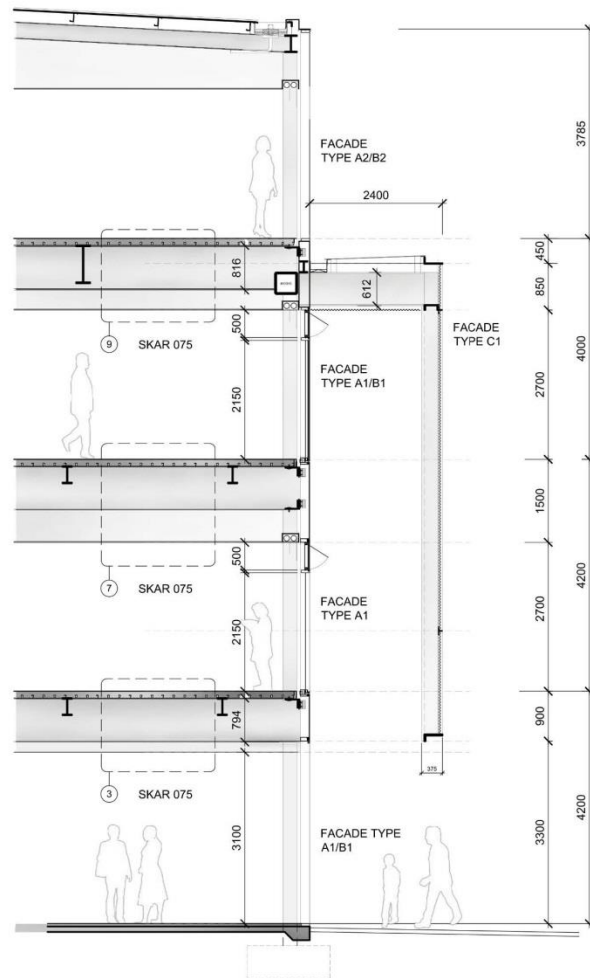 3785
FACADE
TYPE A2/B2
2400
450
816
850
612
500
9
SKAR 075
FACADE
TYPE C1
FACADE
TYPE A1/B1
4000
2150
2700
1500
500
7
SKAR 075
4200
FACADE
TYPE A1
2150
2700
794
900
375
3
SKAR 075
3100
FACADE TYPE
A1/B1
3300
4200